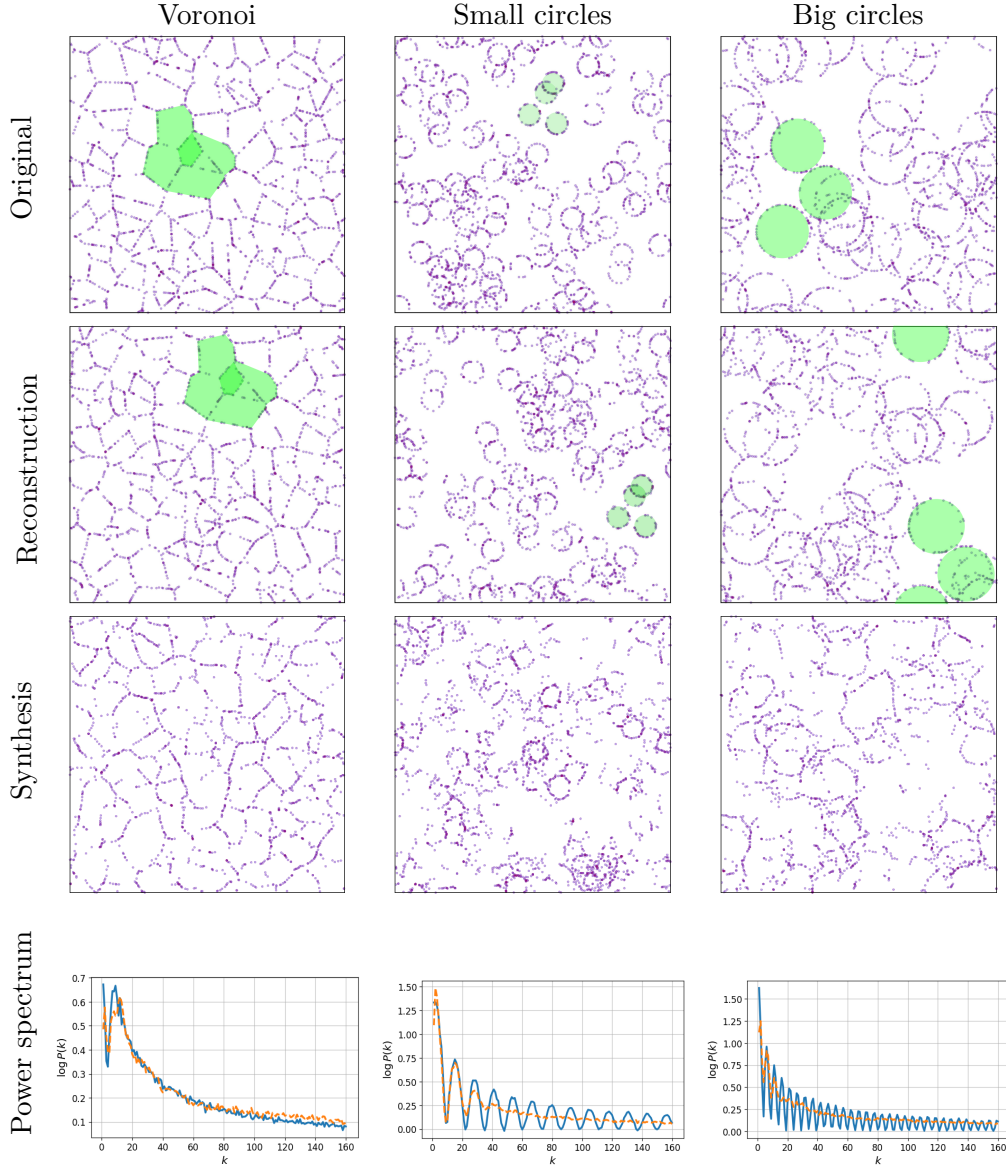 Voronoi Small circles Big circles
Original
Reconstruction
Synthesis
Power spectrum
log P(k)
0.7
0.6
0.5
0.4
0.3
0.2
0.1
0 20 40 60 80 100 120 140 160
k
log P(k)
1.50
1.25
1.00
0.75
0.50
0.25
0.00
0 20 40 60 80 100 120 140 160
k
log P(k)
1.50
1.25
1.00
0.75
0.50
0.25
0.00
0 20 40 60 80 100 120 140 160
k